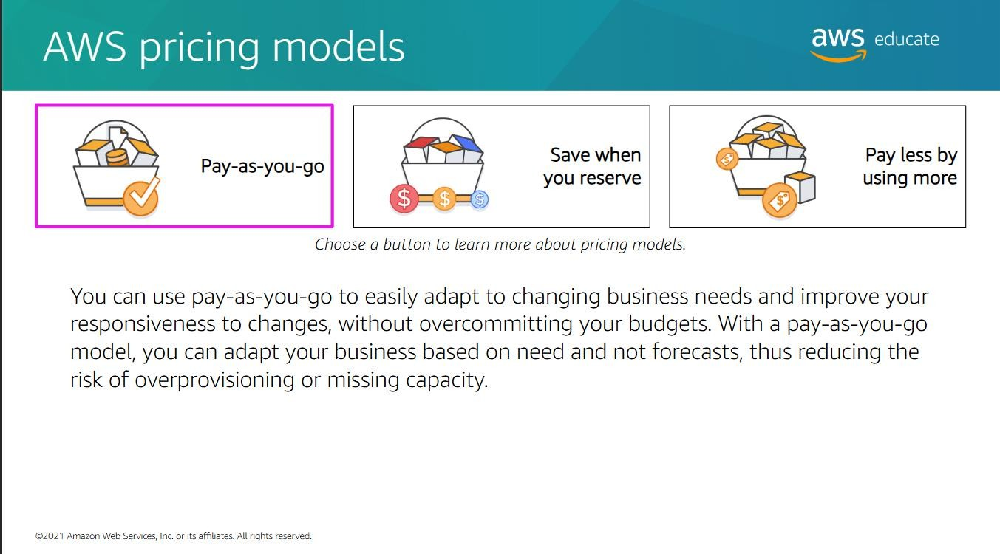 AWS pricing models
aws educate
Pay-as-you-go
Save when
you reserve
Pay less by
using more
Choose a button to learn more about pricing models.
You can use pay-as-you-go to easily adapt to changing business needs and improve your
responsiveness to changes, without overcommitting your budgets. With a pay-as-you-go
model, you can adapt your business based on need and not forecasts, thus reducing the
risk of overprovisioning or missing capacity.
©2021 Amazon Web Services, Inc. or its affiliates. All rights reserved.